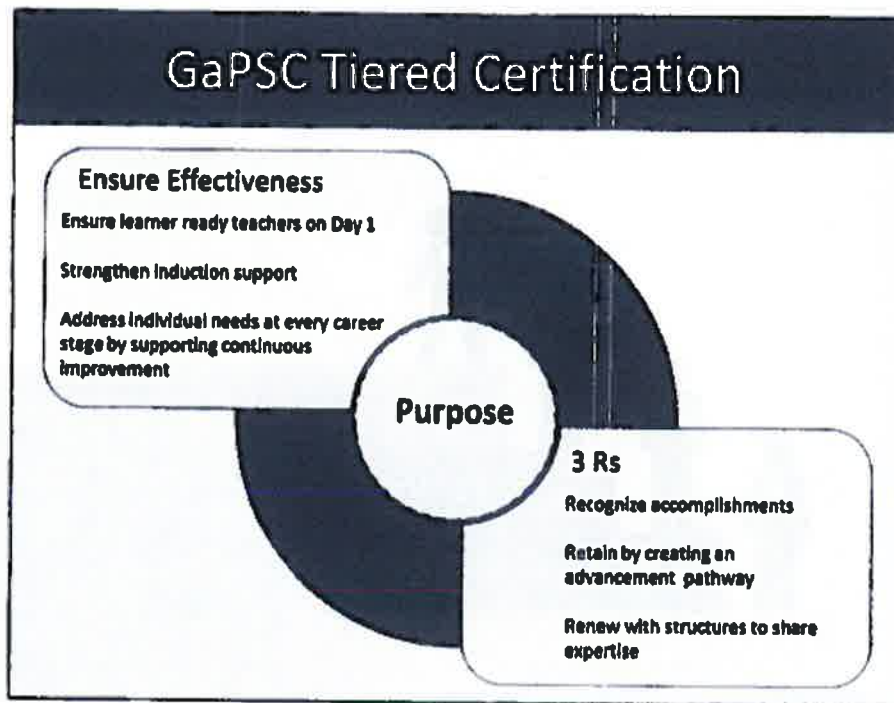 GaPSC Tiered Certification
Ensure Effectiveness
Ensure learner ready teachers on Day 1
Strengthen induction support
Address individual needs at every career
stage by supporting continuous
improvement
Purpose
3 Rs
Recognize accomplishments
Retain by creating an
advancement pathway
Renew with structures to share
expertise